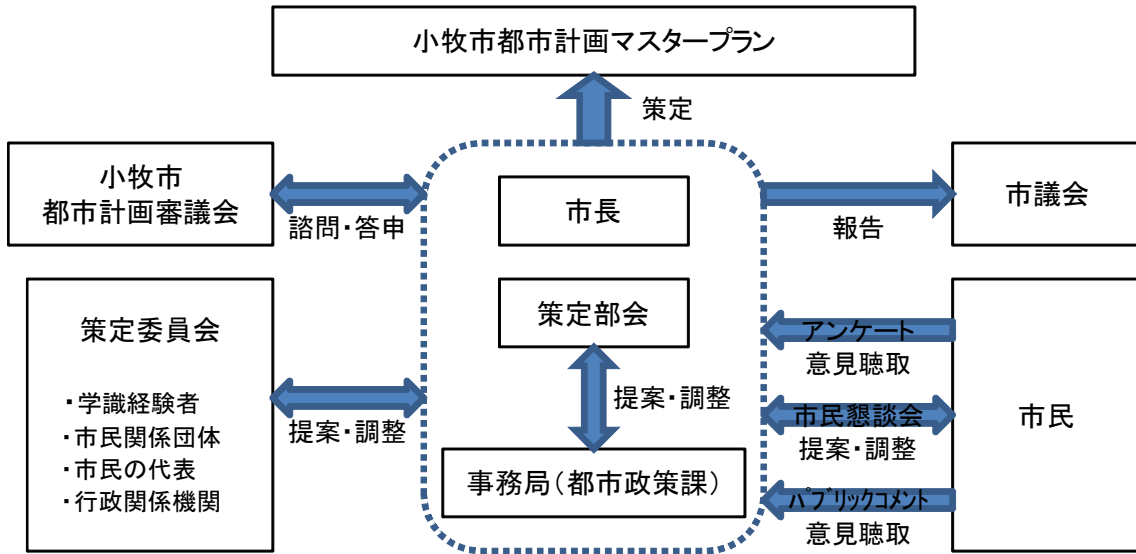 小牧市都市計画マスタープラン
策定
小牧市
都市計画審議会
諮問・答申
市長
報告
市議会
策定委員会
・学識経験者
・市民関係団体
・市民の代表
・行政関係機関
提案・調整
策定部会
提案・調整
事務局(都市政策課)
アンケート
意見聴取
市民懇談会
提案・調整
パブリックコメント
意見聴取
市民